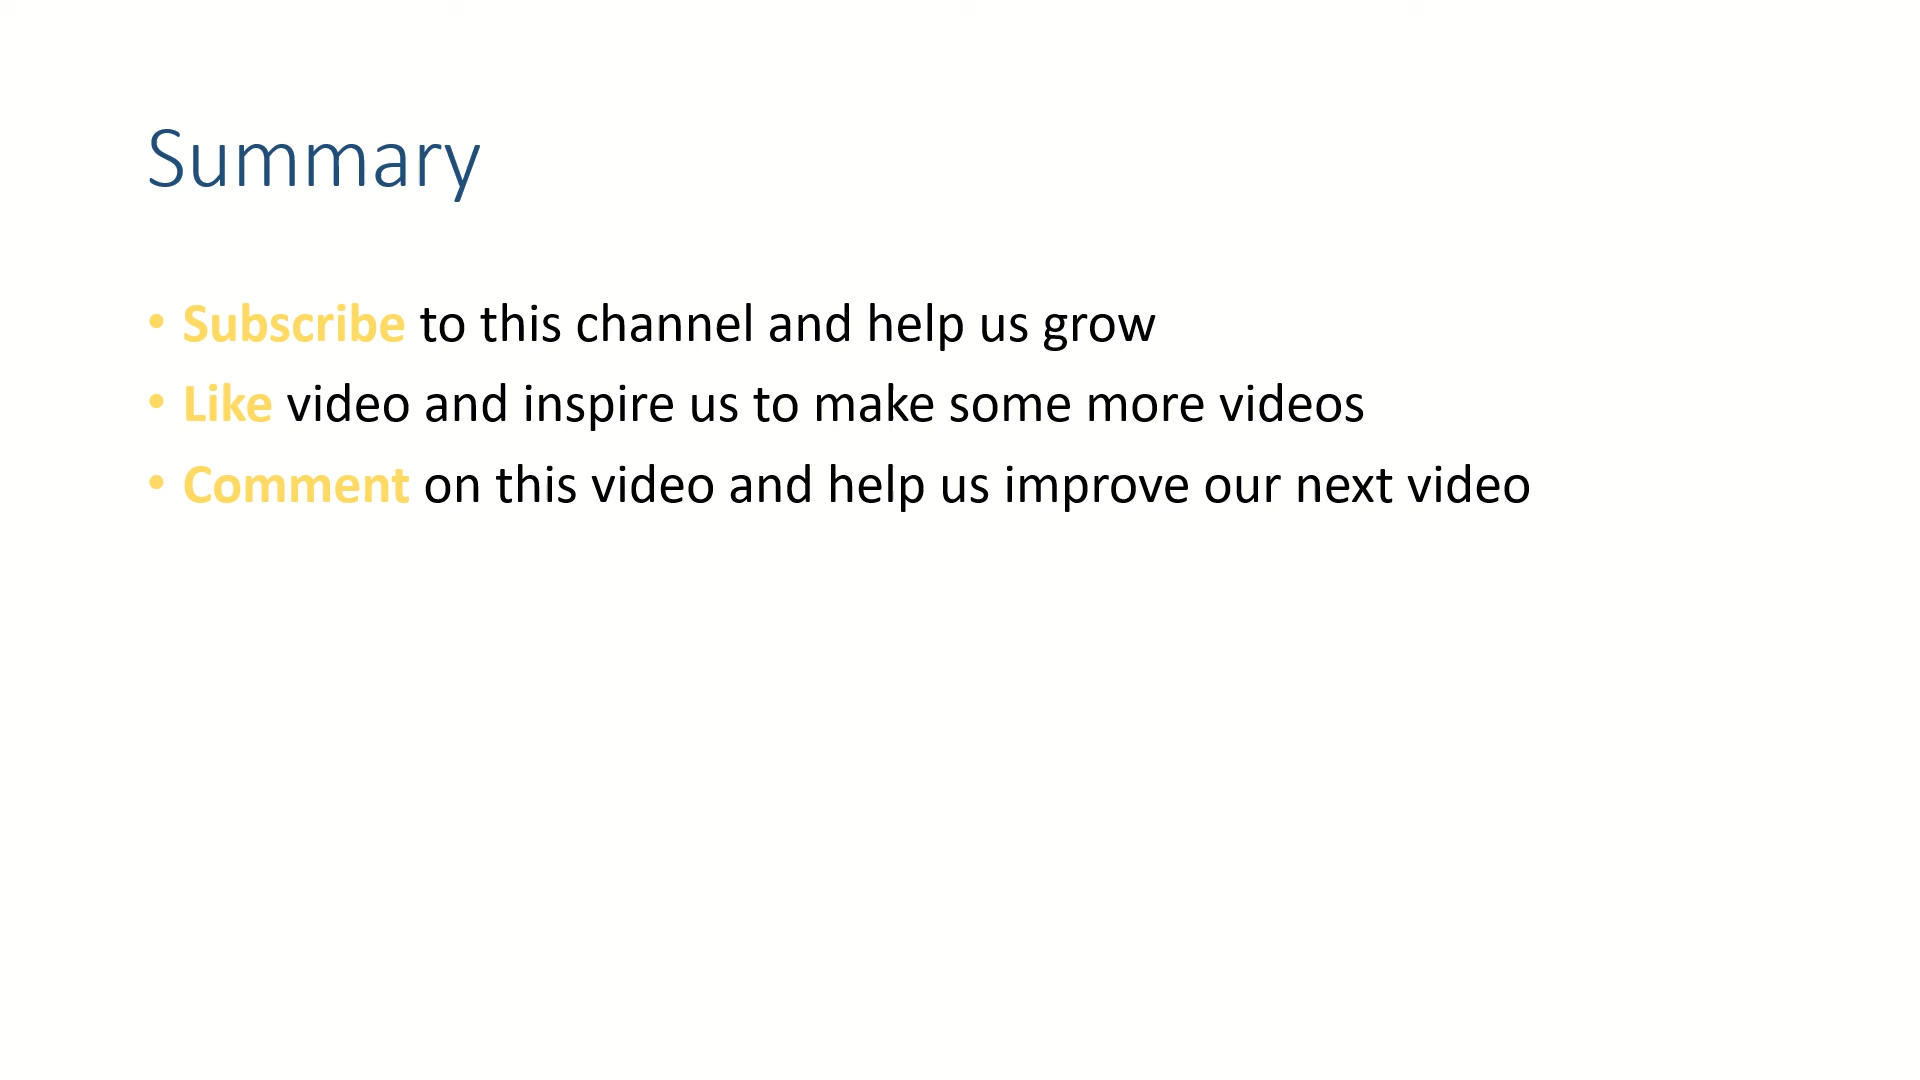 Summary
• Subscribe to this channel and help us grow
• Like video and inspire us to make some more videos
• Comment on this video and help us improve our next video